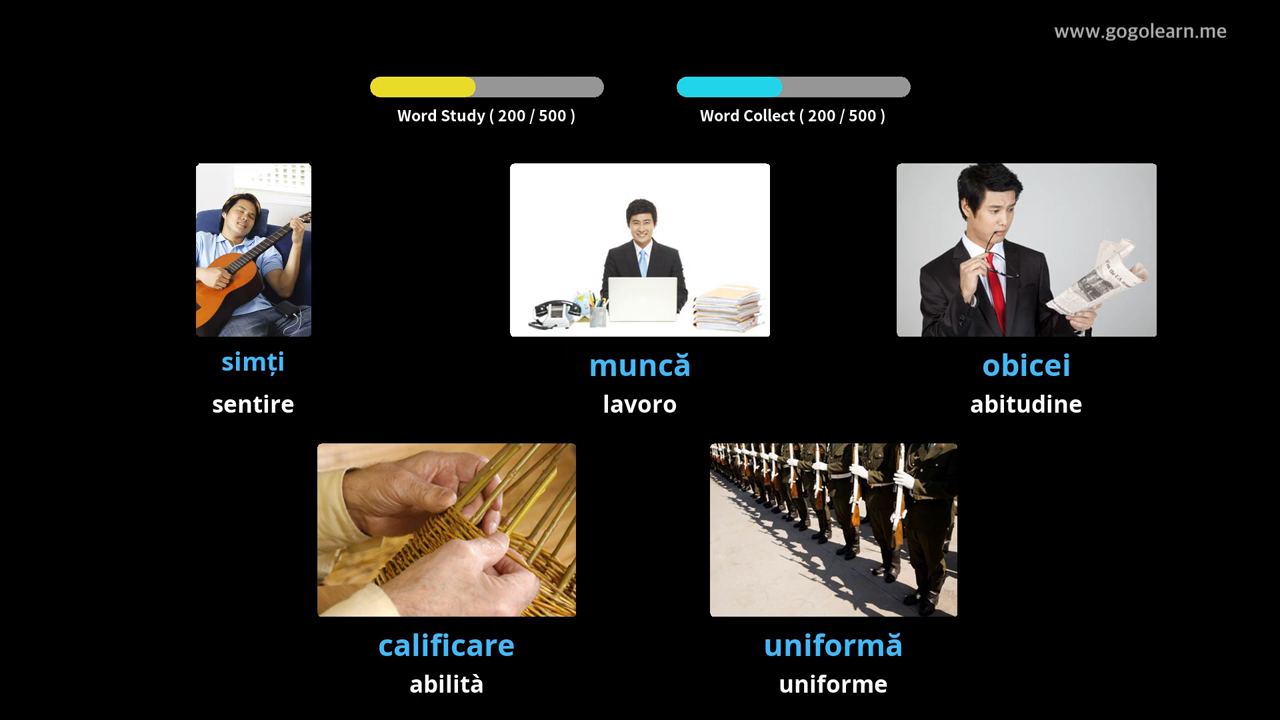 www.gogolearn.me
Word Study ( 200 / 500 )
Word Collect ( 200 / 500 )
simți
sentire
muncă
lavoro
obicei
abitudine
calificare
abilità
uniformă
uniforme